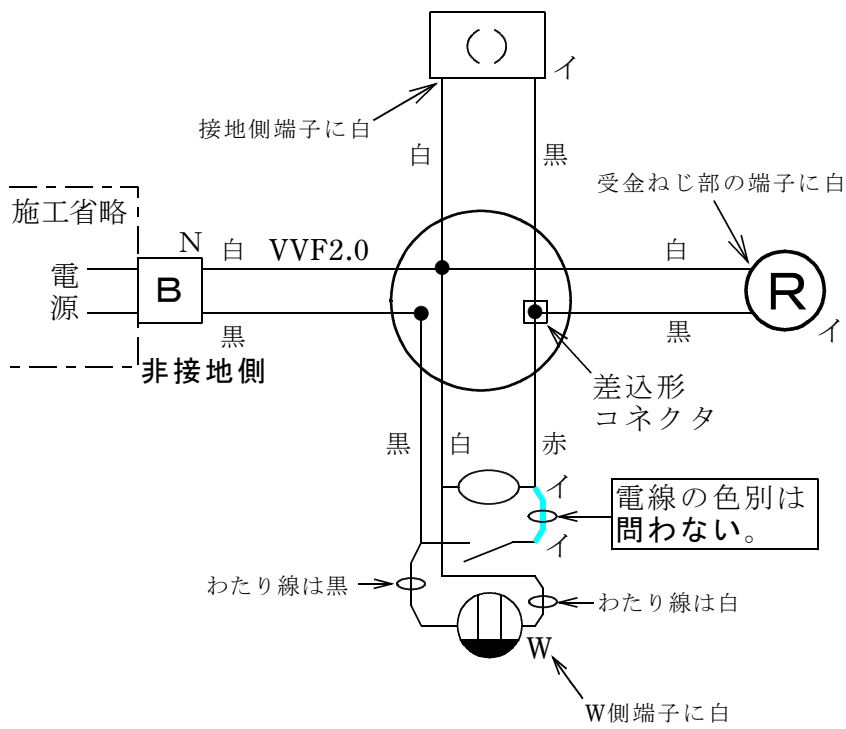 イ
接地側端子に白
白
黒
受金ねじ部の端子に白
施工省略
N
白
VVF2.0
白
電
源
B
R
黒
黒
イ
非接地側
差込形
コネクタ
黒
白
赤
イ
電線の色別は
問わない。
イ
わたり線は黒
わたり線は白
W
W側端子に白